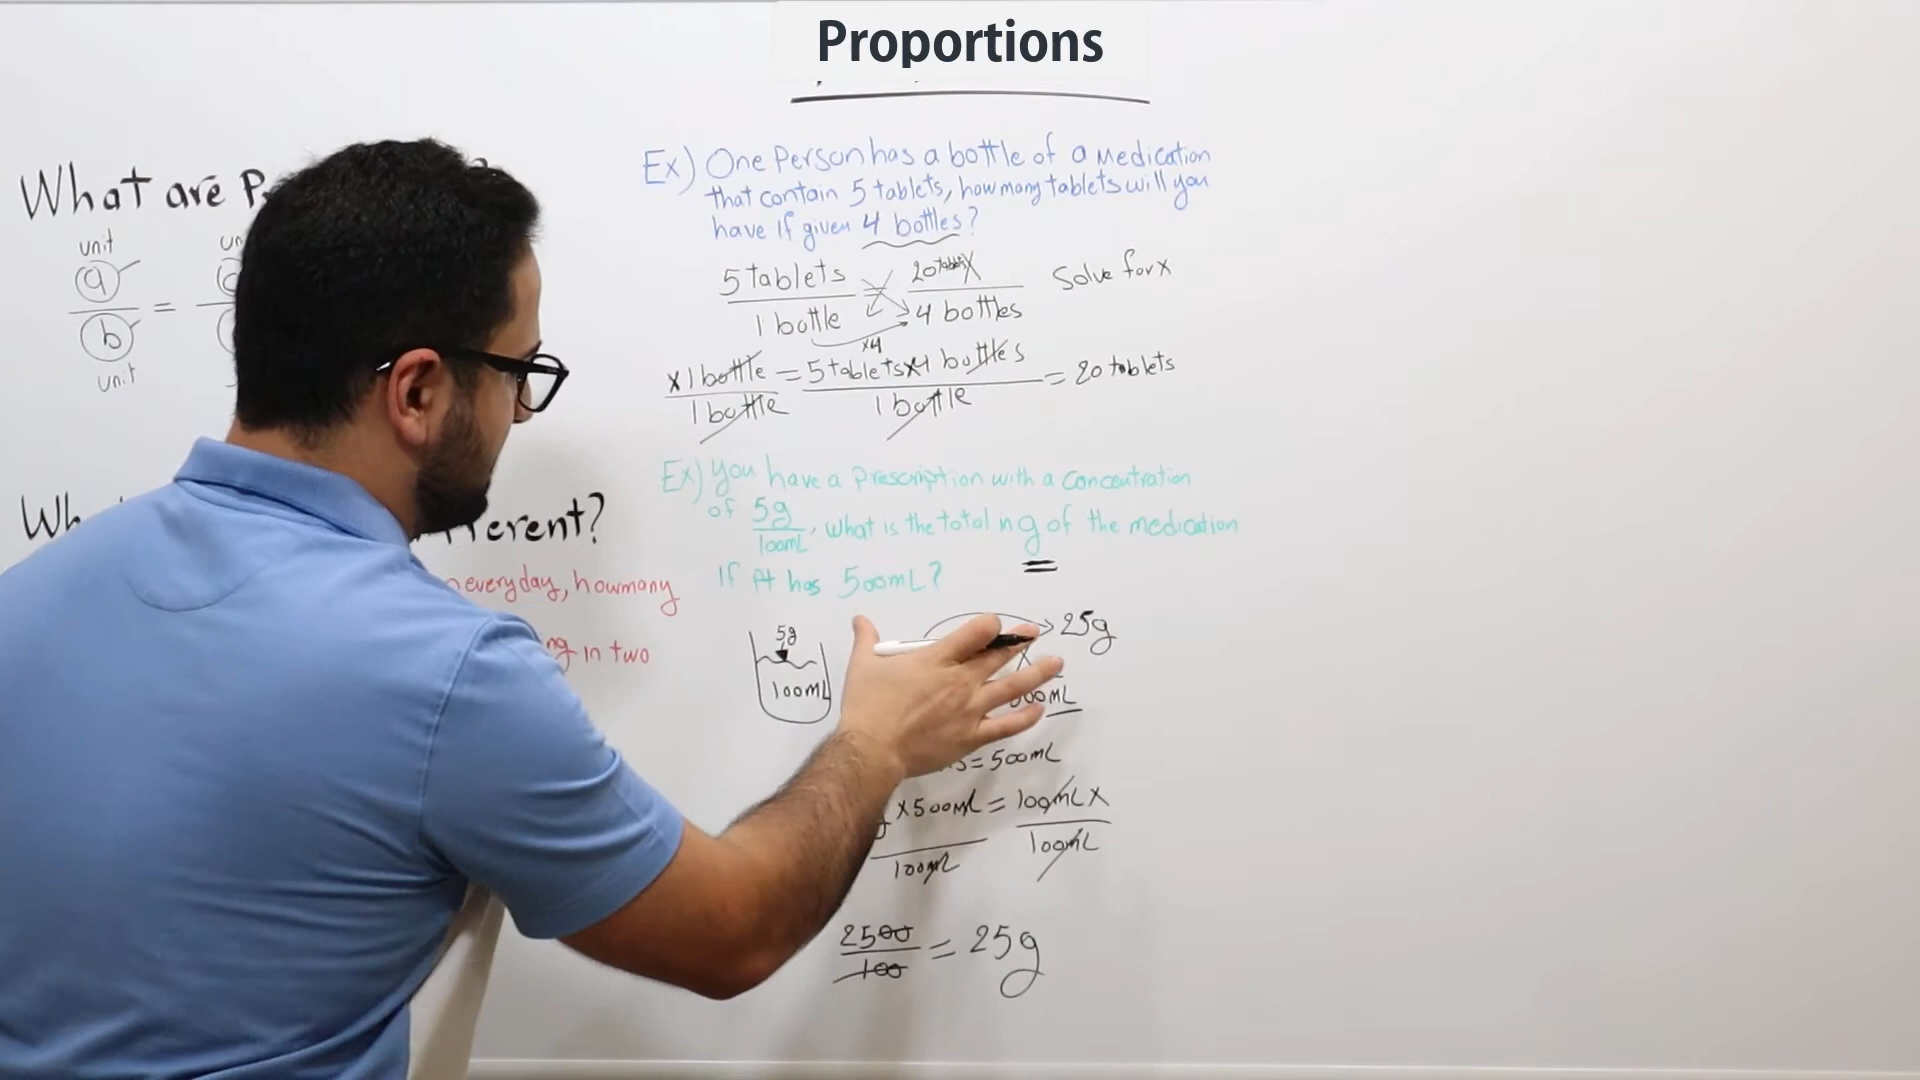 Proportions
What are
unit
a
=
b
unit
erent?
everyday, how many
in two
Ex) One Person has a bottle of a Medication
that contain 5 tablets, how many tablets will you
have If given 4 bottles?
5 tablets 20 tablets X
1 bottle 4 bottles
Solve for x
x4
x 1 bottle = 5 tablets x 4 bottles = 20 tablets
1 bottle 1 bottle
Ex) you have a Prescription with a concentration
of 5g/100mL, what is the total in g of the medication
If it has 500mL?
5g
100mL
25g
X
00mL
= 500mL
x 500mL = 100mL X
100mL 100mL
2500
100
= 25g